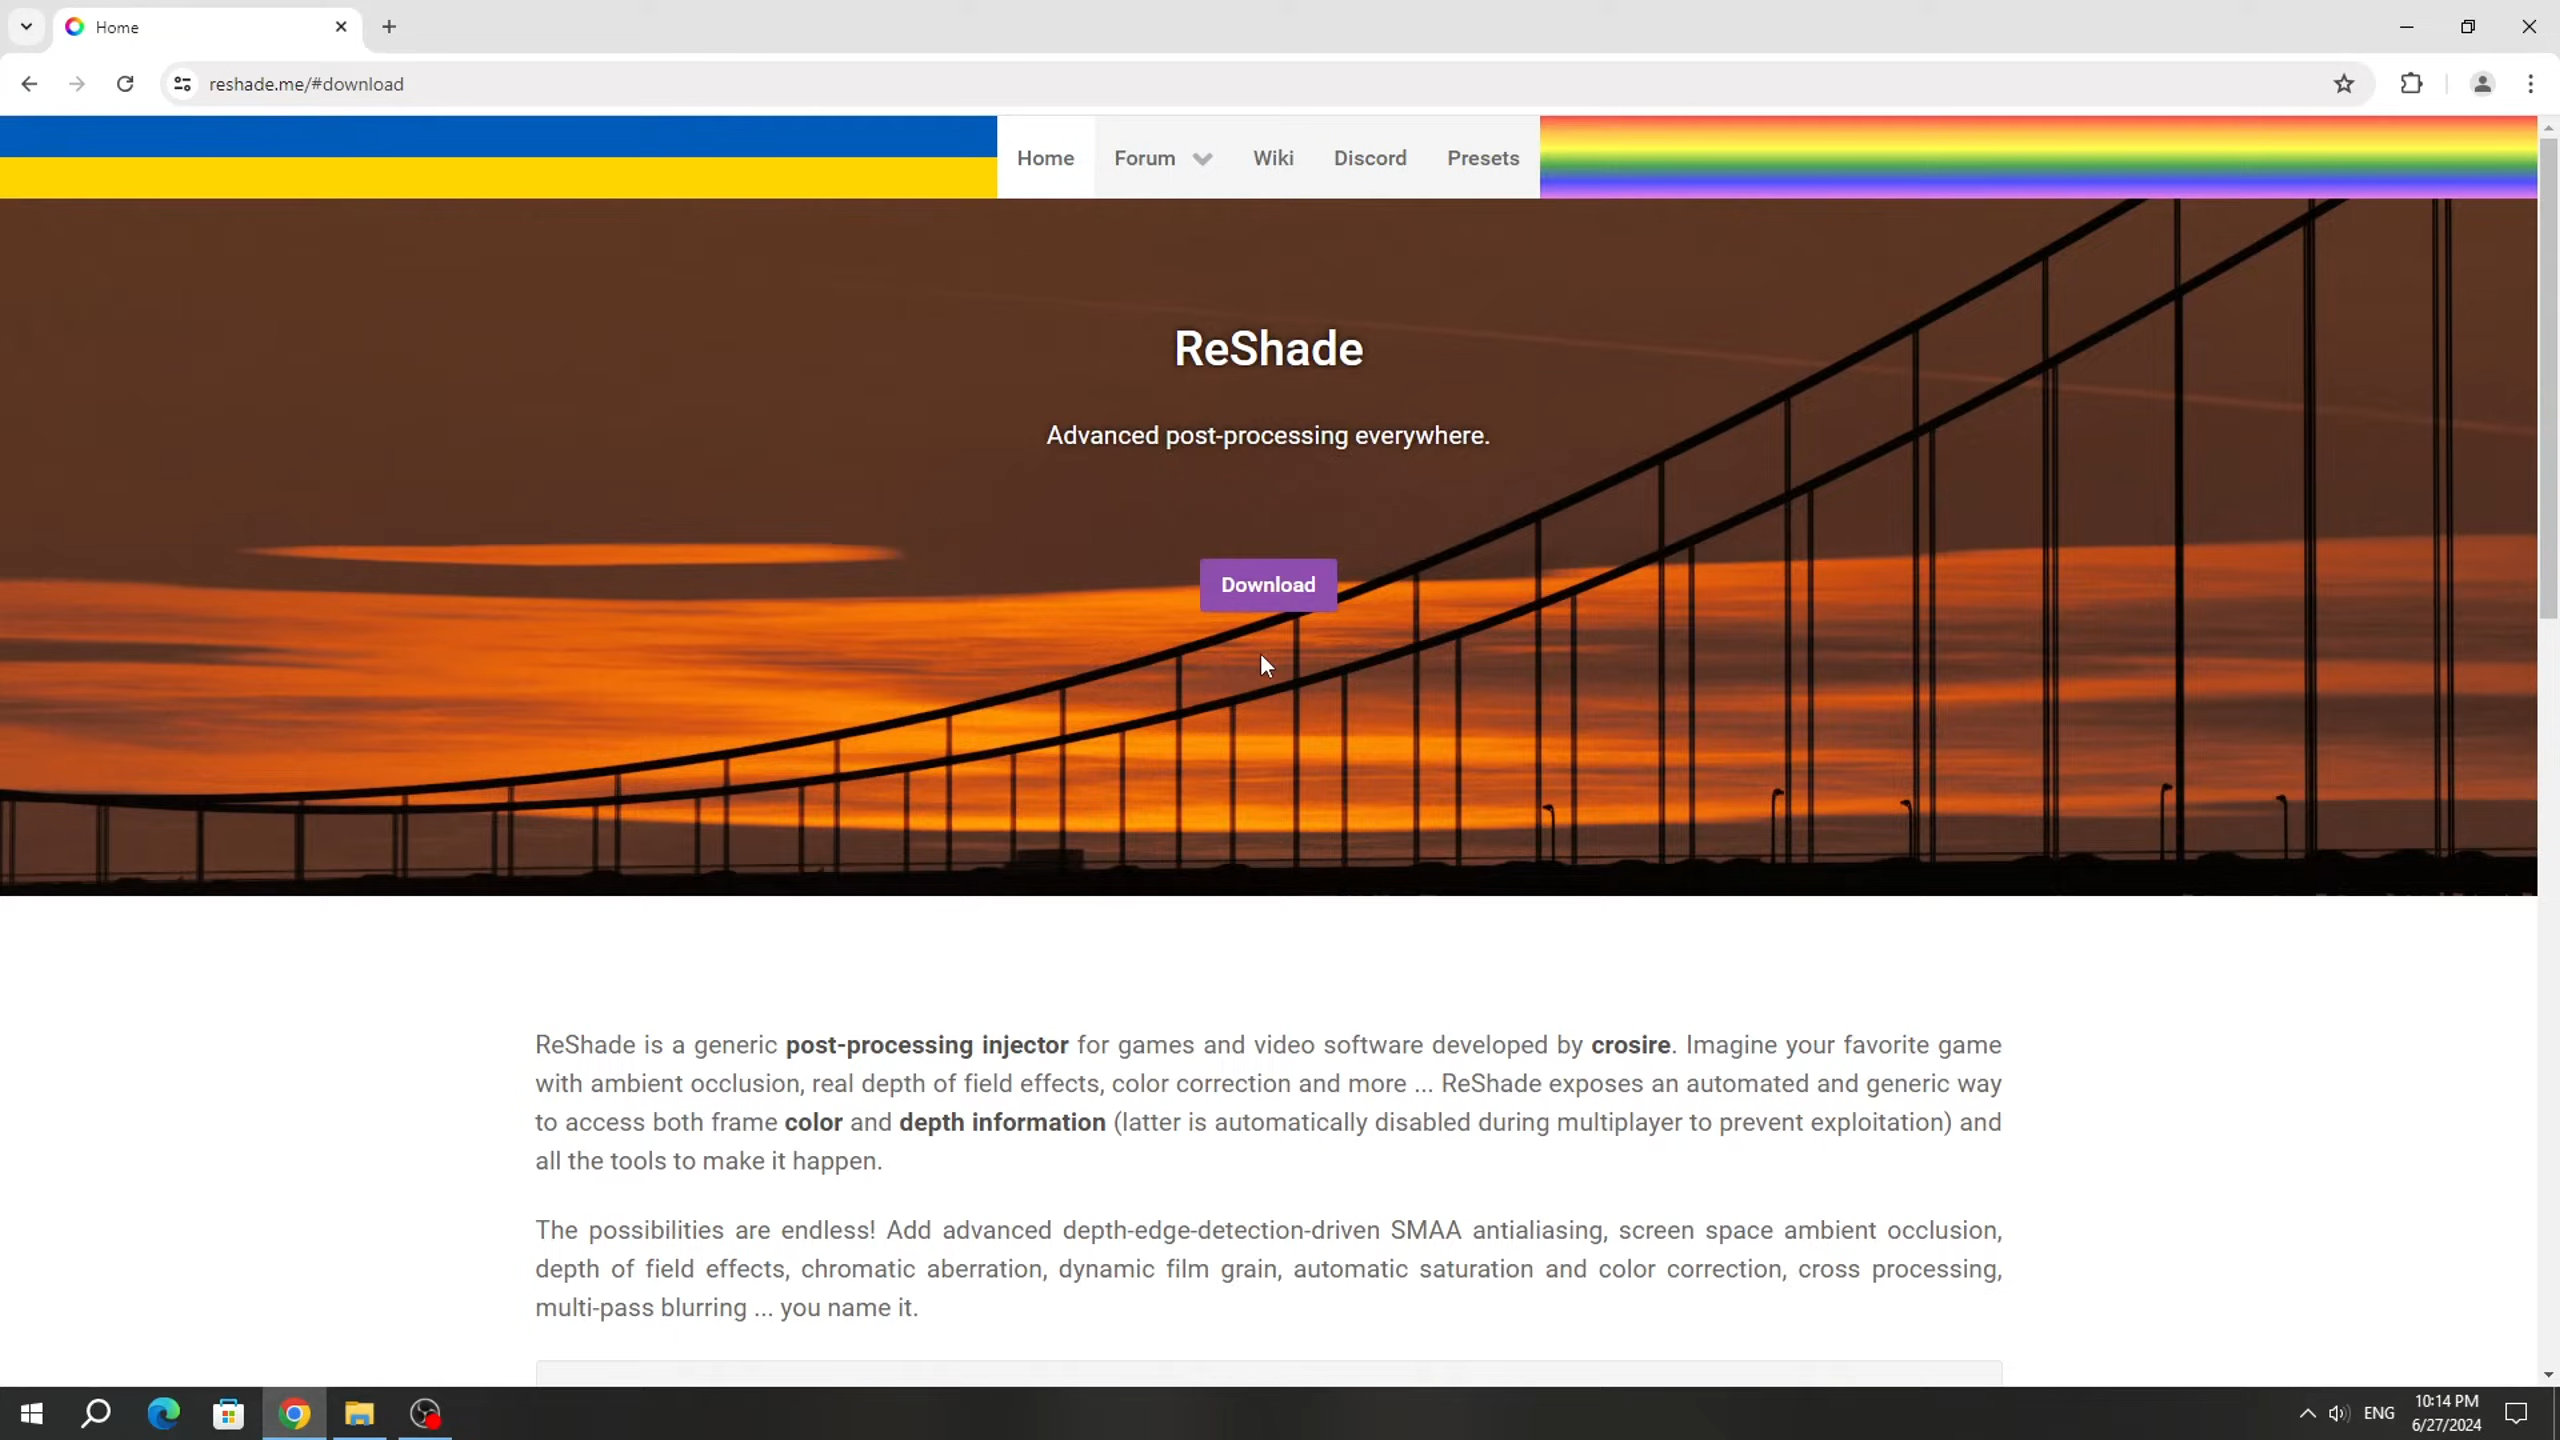 Home
reshade.me/#download
Home
Forum
Wiki
Discord
Presets
ReShade
Advanced post-processing everywhere.
Download
ReShade is a generic post-processing injector for games and video software developed by crosire. Imagine your favorite game
with ambient occlusion, real depth of field effects, color correction and more ... ReShade exposes an automated and generic way
to access both frame color and depth information (latter is automatically disabled during multiplayer to prevent exploitation) and
all the tools to make it happen.
The possibilities are endless! Add advanced depth-edge-detection-driven SMAA antialiasing, screen space ambient occlusion,
depth of field effects, chromatic aberration, dynamic film grain, automatic saturation and color correction, cross processing,
multi-pass blurring ... you name it.
ENG
10:14 PM
6/27/2024